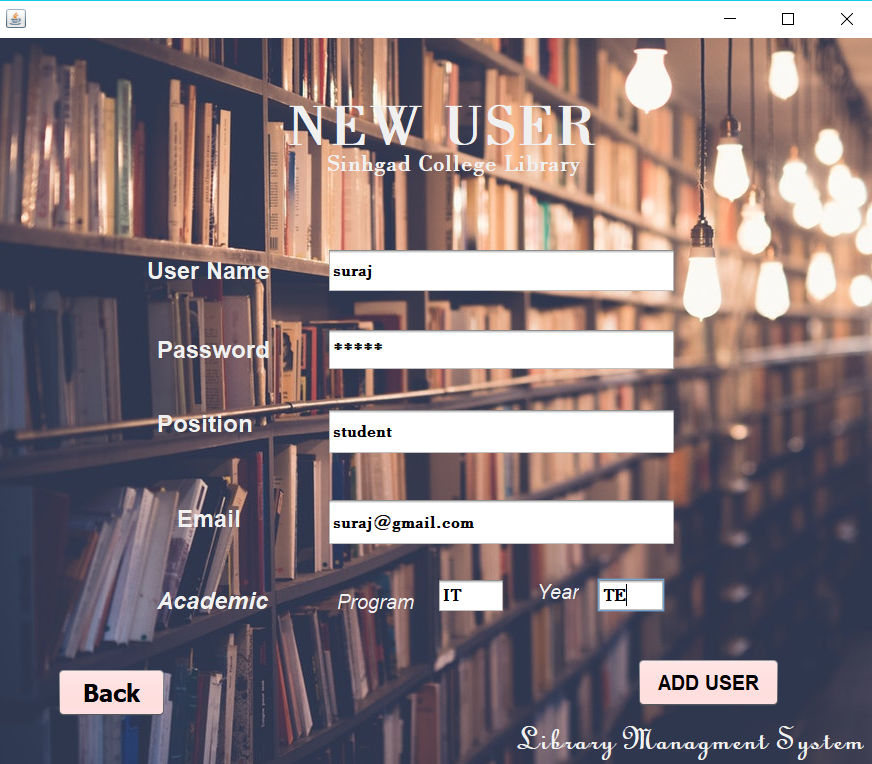 NEW USER
Sinhgad College Library
User Name suraj
Password *****
Position student
Email suraj@gmail.com
Academic Program IT Year TE
Back ADD USER
Library Managment System